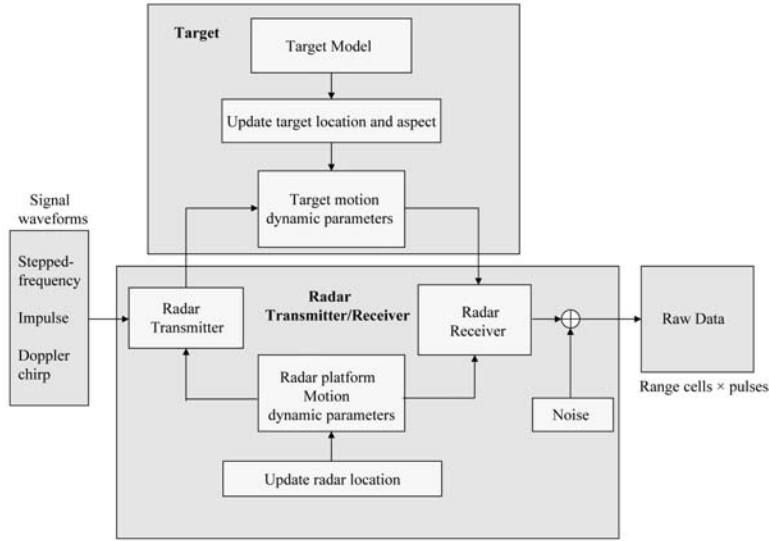 Target
Target Model
Update target location and aspect
Target motion
dynamic parameters
Signal
waveforms
Stepped-
frequency
Impulse
Doppler
chirp
Radar
Transmitter
Radar
Transmitter/Receiver
Radar
Receiver
Radar platform
Motion
dynamic parameters
Update radar location
Noise
Raw Data
Range cells × pulses